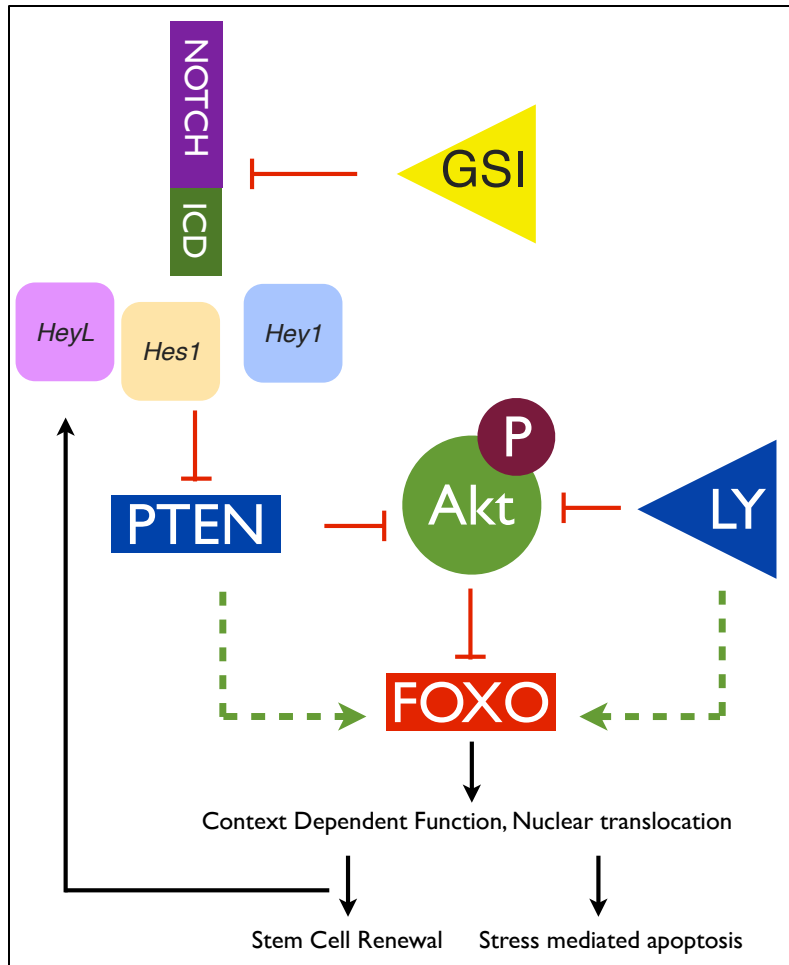 NOTCH
ICD
GSI
HeyL
Hes1
Hey1
P
Akt
LY
PTEN
FOXO
Context Dependent Function, Nuclear translocation
Stem Cell Renewal
Stress mediated apoptosis